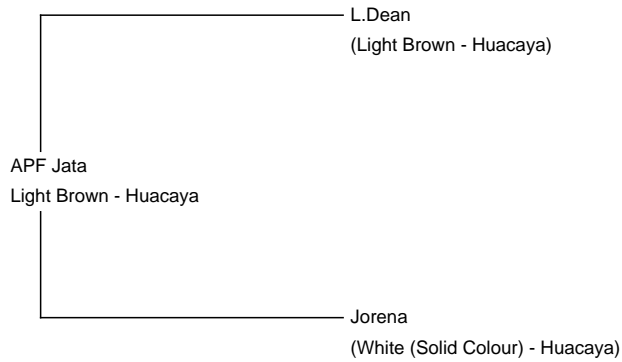 L.Dean
(Light Brown - Huacaya)
APF Jata
Light Brown - Huacaya
Jorena
(White (Solid Colour) - Huacaya)